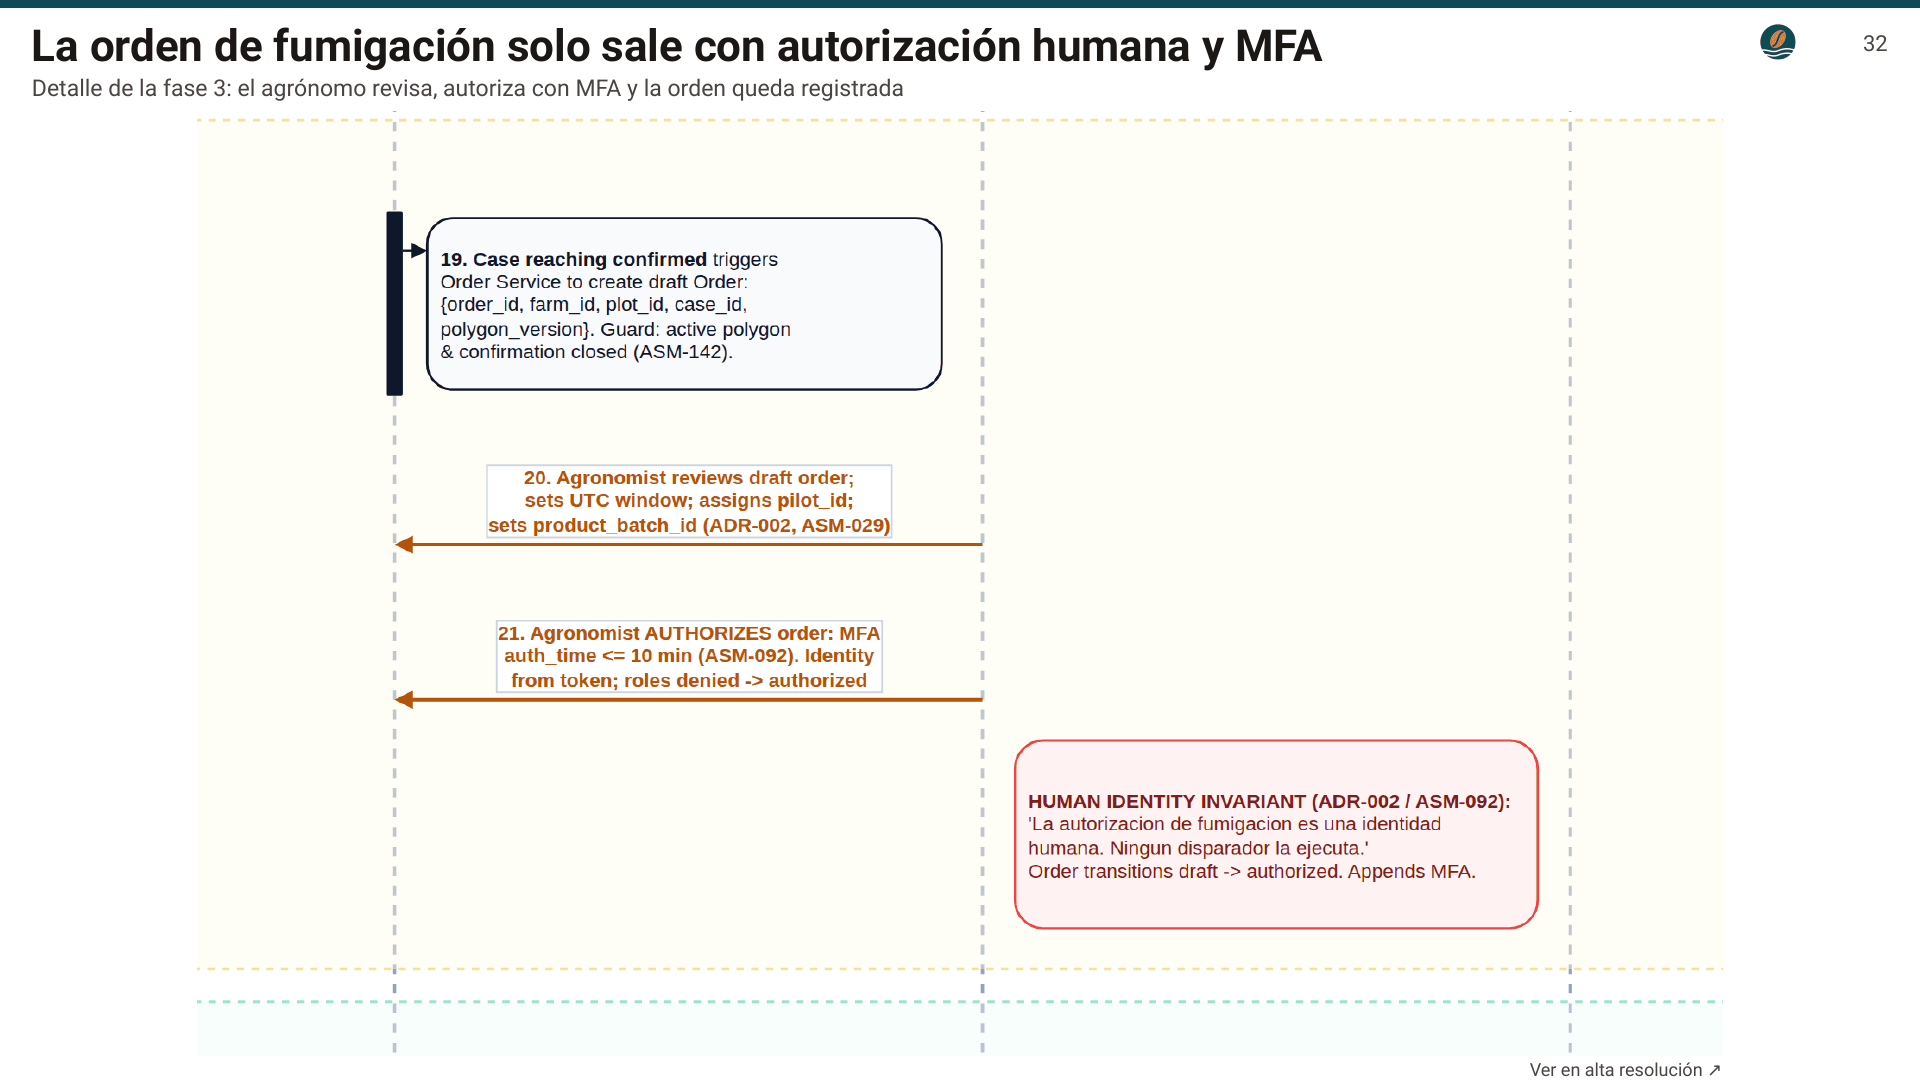 La orden de fumigación solo sale con autorización humana y MFA
32
Detalle de la fase 3: el agrónomo revisa, autoriza con MFA y la orden queda registrada
19. Case reaching confirmed triggers
Order Service to create draft Order:
{order_id, farm_id, plot_id, case_id,
polygon_version}. Guard: active polygon
& confirmation closed (ASM-142).
20. Agronomist reviews draft order;
sets UTC window; assigns pilot_id;
sets product_batch_id (ADR-002, ASM-029)
21. Agronomist AUTHORIZES order: MFA
auth_time <= 10 min (ASM-092). Identity
from token; roles denied -> authorized
HUMAN IDENTITY INVARIANT (ADR-002 / ASM-092):
'La autorizacion de fumigacion es una identidad
humana. Ningun disparador la ejecuta.'
Order transitions draft -> authorized. Appends MFA.
Ver en alta resolución ↗